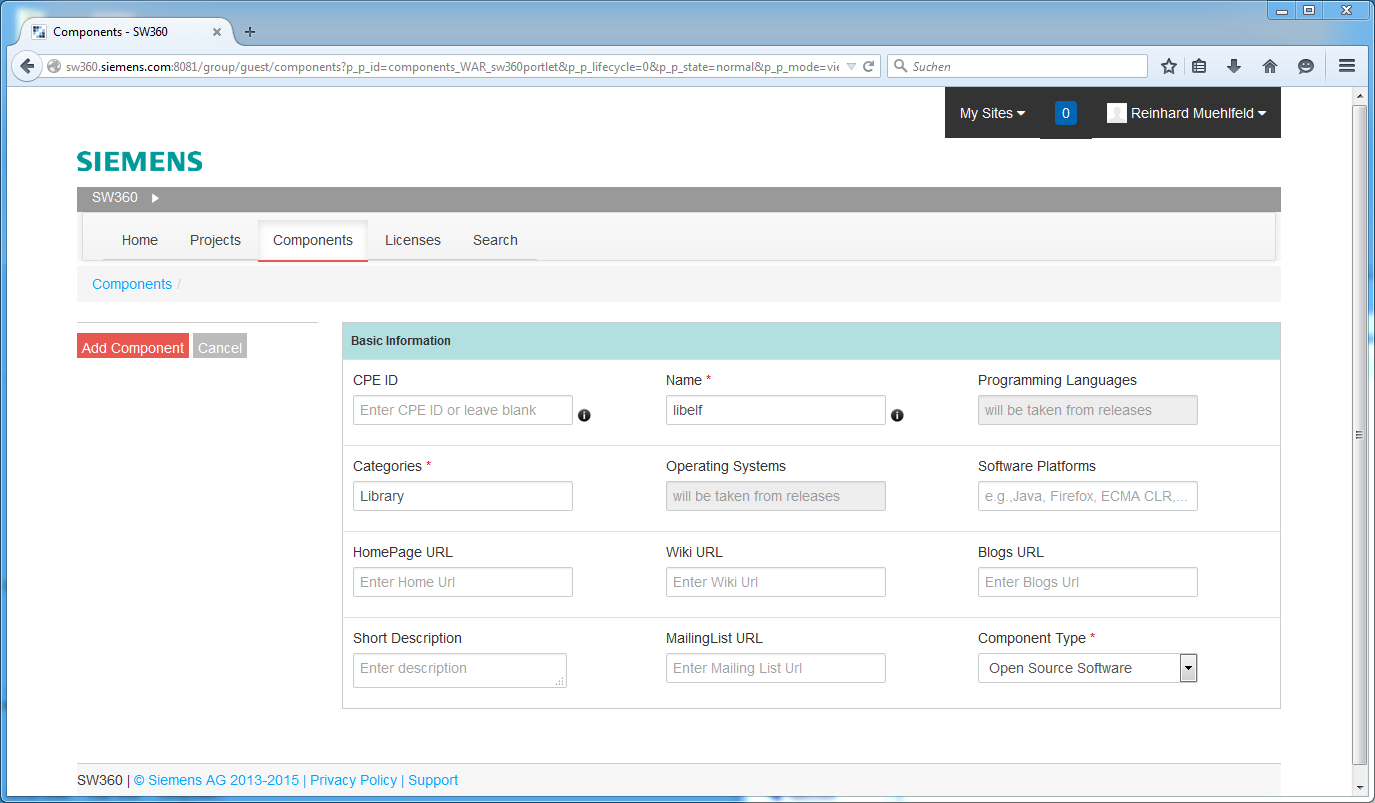 Components - SW360
sw360.siemens.com:8081/group/guest/components?p_p_id=components_WAR_sw360portlet&p_p_lifecycle=0&p_p_state=normal&p_p_mode=vie
Suchen
My Sites 0 Reinhard Muehlfeld
SIEMENS
SW360
Home Projects Components Licenses Search
Components /
Add Component Cancel
Basic Information
CPE ID Name * Programming Languages
Enter CPE ID or leave blank libelf will be taken from releases
Categories * Operating Systems Software Platforms
Library will be taken from releases e.g.,Java, Firefox, ECMA CLR,...
HomePage URL Wiki URL Blogs URL
Enter Home Url Enter Wiki Url Enter Blogs Url
Short Description MailingList URL Component Type *
Enter description Enter Mailing List Url Open Source Software
SW360 | © Siemens AG 2013-2015 | Privacy Policy | Support